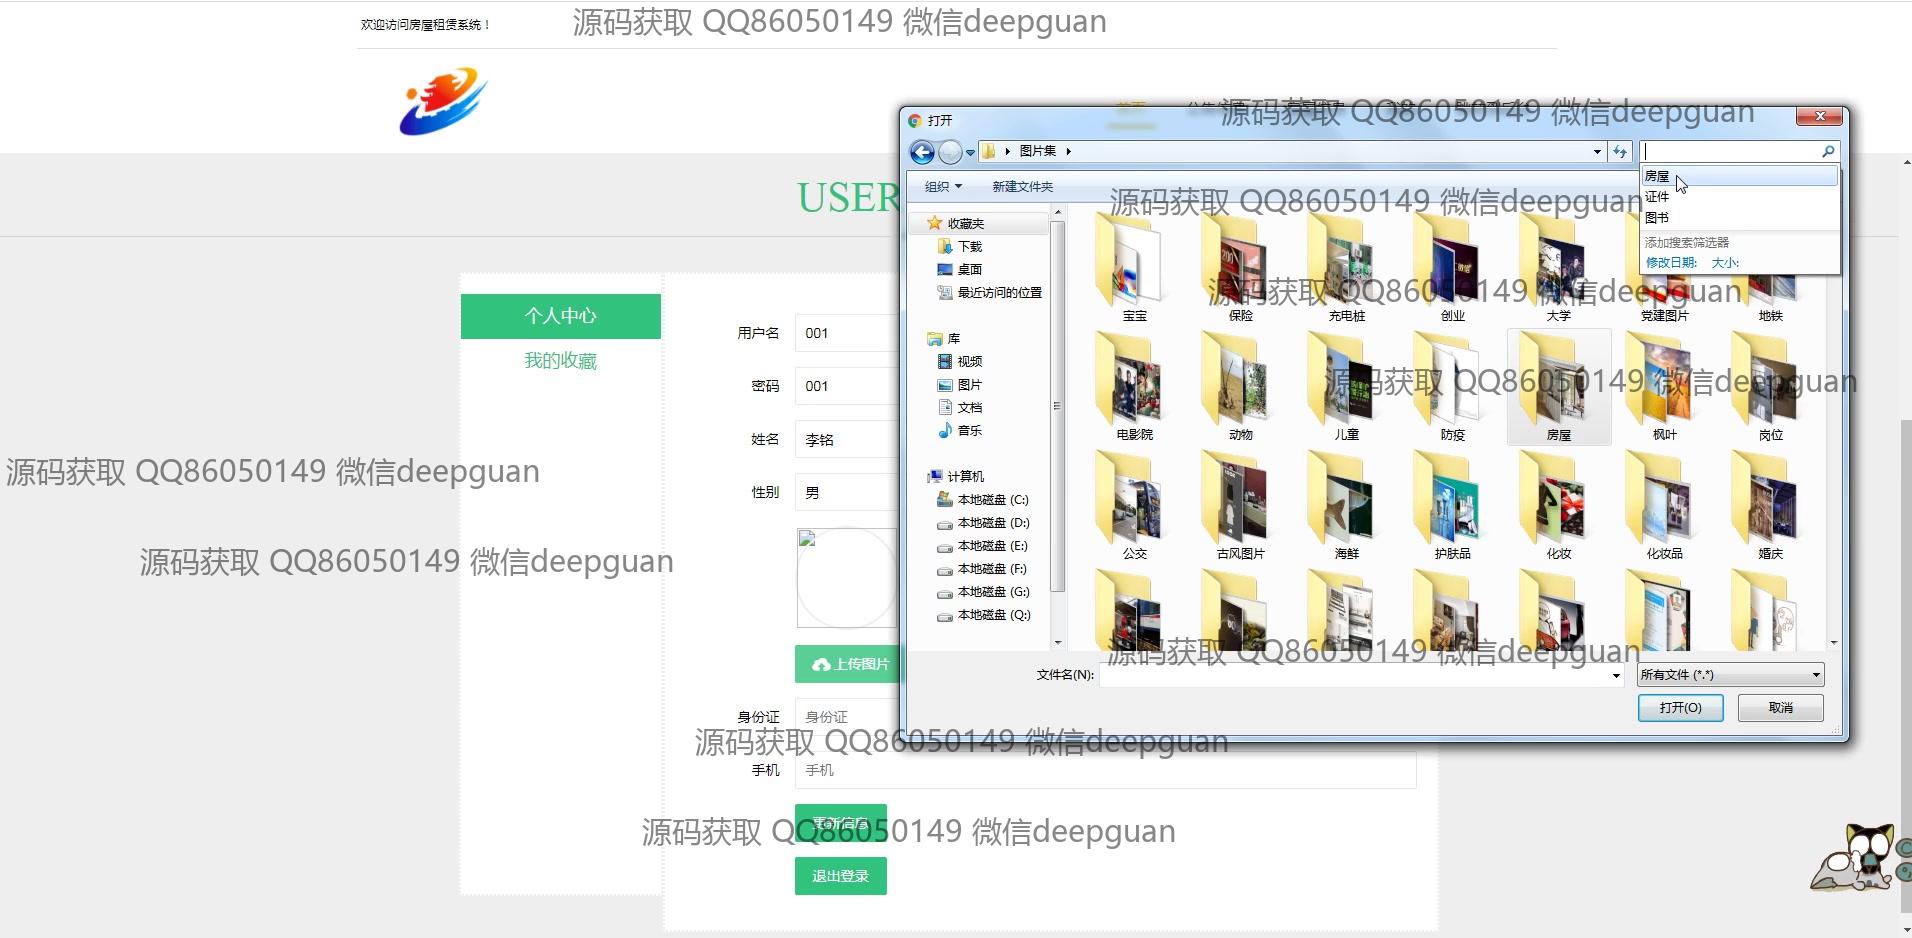 欢迎访问房屋租赁系统！
源码获取 QQ86050149 微信deepguan
首页
打开
源码获取 QQ86050149 微信deepguan
图片集
组织
新建文件夹
源码获取 QQ86050149 微信deepguan
房屋
证件
图书
添加搜索筛选器
修改日期:
大小:
USER
收藏夹
下载
桌面
最近访问的位置
库
视频
图片
文档
音乐
计算机
本地磁盘 (C:)
本地磁盘 (D:)
本地磁盘 (E:)
本地磁盘 (F:)
本地磁盘 (G:)
本地磁盘 (Q:)
源码获取 QQ86050149 微信deepguan
宝宝
保险
充电桩
创业
大学
党建图片
地铁
源码获取 QQ86050149 微信deepguan
电影院
动物
儿童
防疫
房屋
枫叶
岗位
公交
古风图片
海鲜
护肤品
化妆
化妆品
婚庆
源码获取 QQ86050149 微信deepguan
文件名(N):
所有文件 (*.*)
打开(O)
取消
个人中心
我的收藏
用户名
001
密码
001
姓名
李铭
性别
男
源码获取 QQ86050149 微信deepguan
源码获取 QQ86050149 微信deepguan
上传图片
身份证
身份证
源码获取 QQ86050149 微信deepguan
手机
手机
更新信息
源码获取 QQ86050149 微信deepguan
退出登录